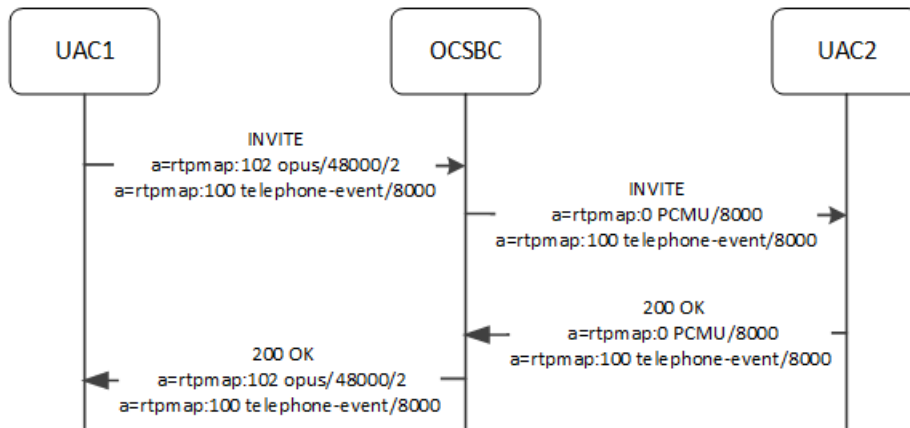 UAC1
OCSBC
UAC2
INVITE
a=rtpmap:102 opus/48000/2
a=rtpmap:100 telephone-event/8000
INVITE
a=rtpmap:0 PCMU/8000
a=rtpmap:100 telephone-event/8000
200 OK
a=rtpmap:0 PCMU/8000
a=rtpmap:100 telephone-event/8000
200 OK
a=rtpmap:102 opus/48000/2
a=rtpmap:100 telephone-event/8000